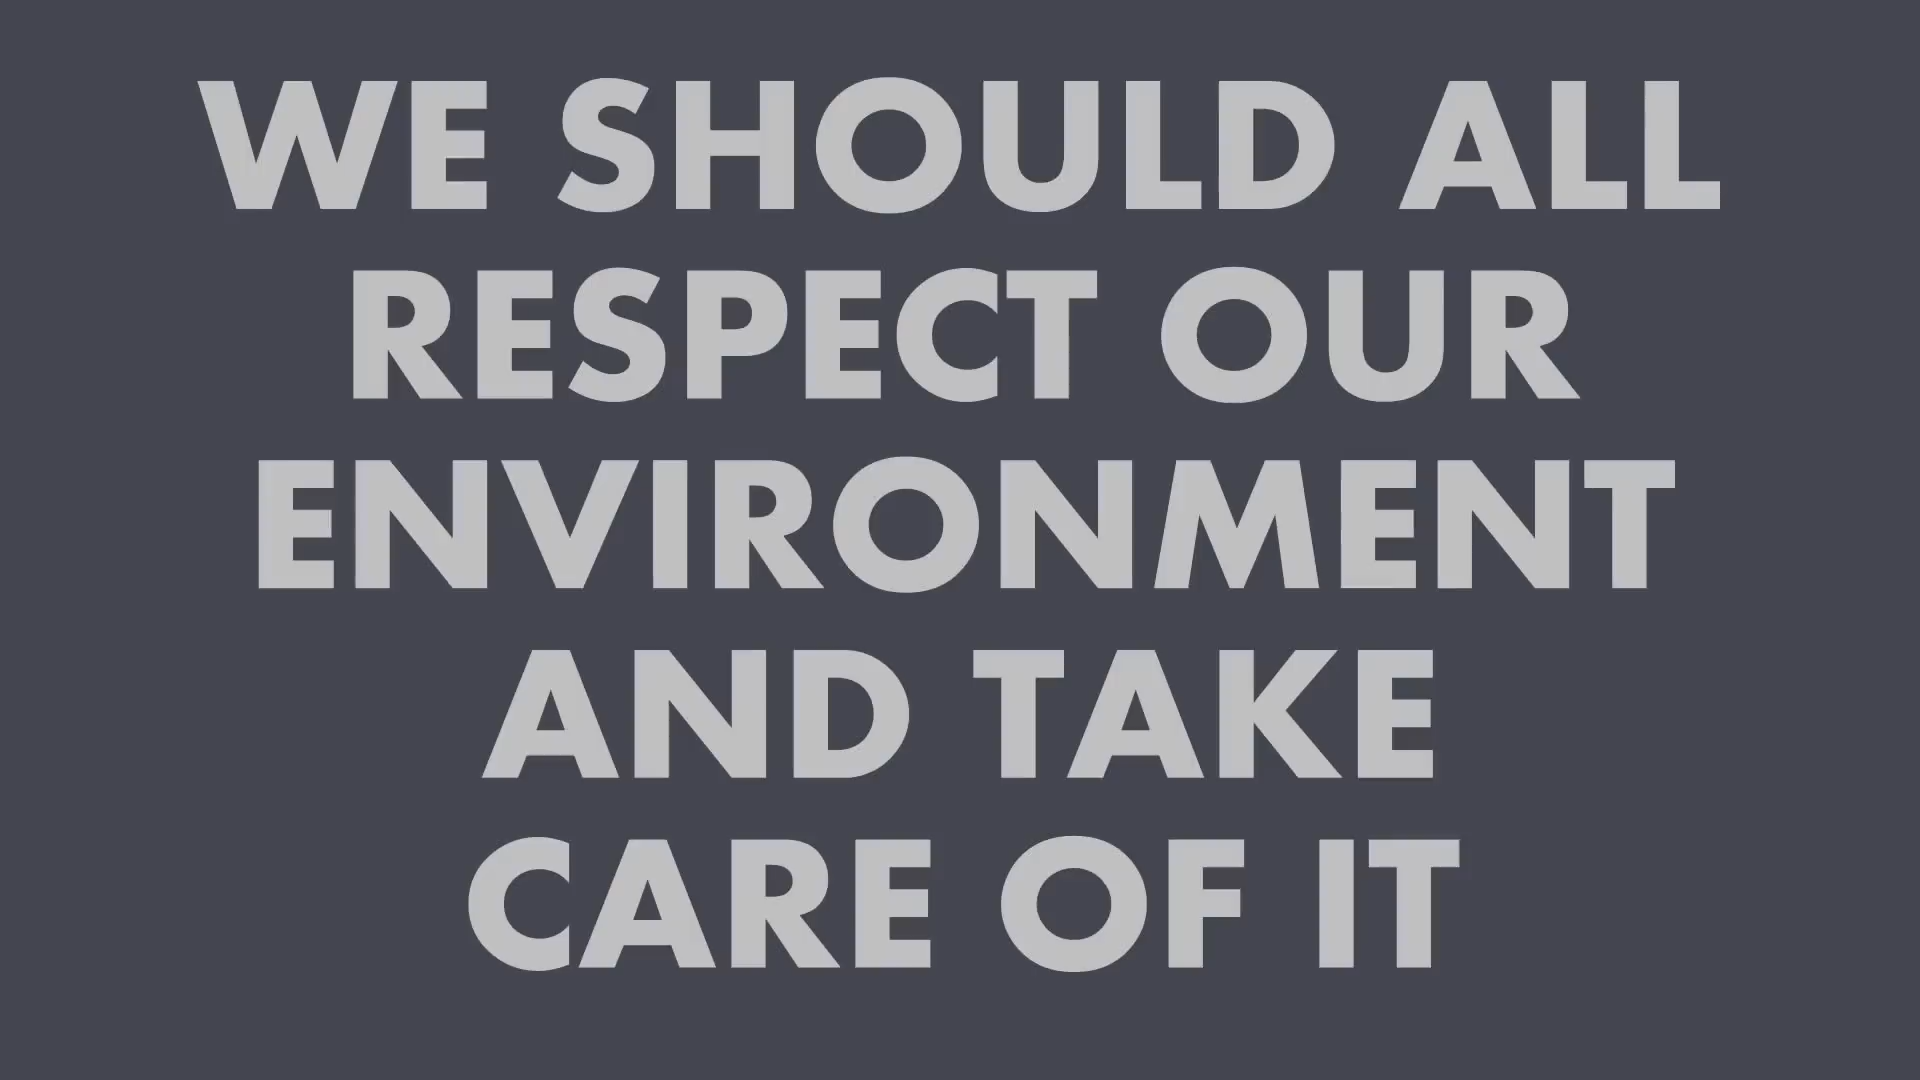 WE SHOULD ALL
RESPECT OUR
ENVIRONMENT
AND TAKE
CARE OF IT